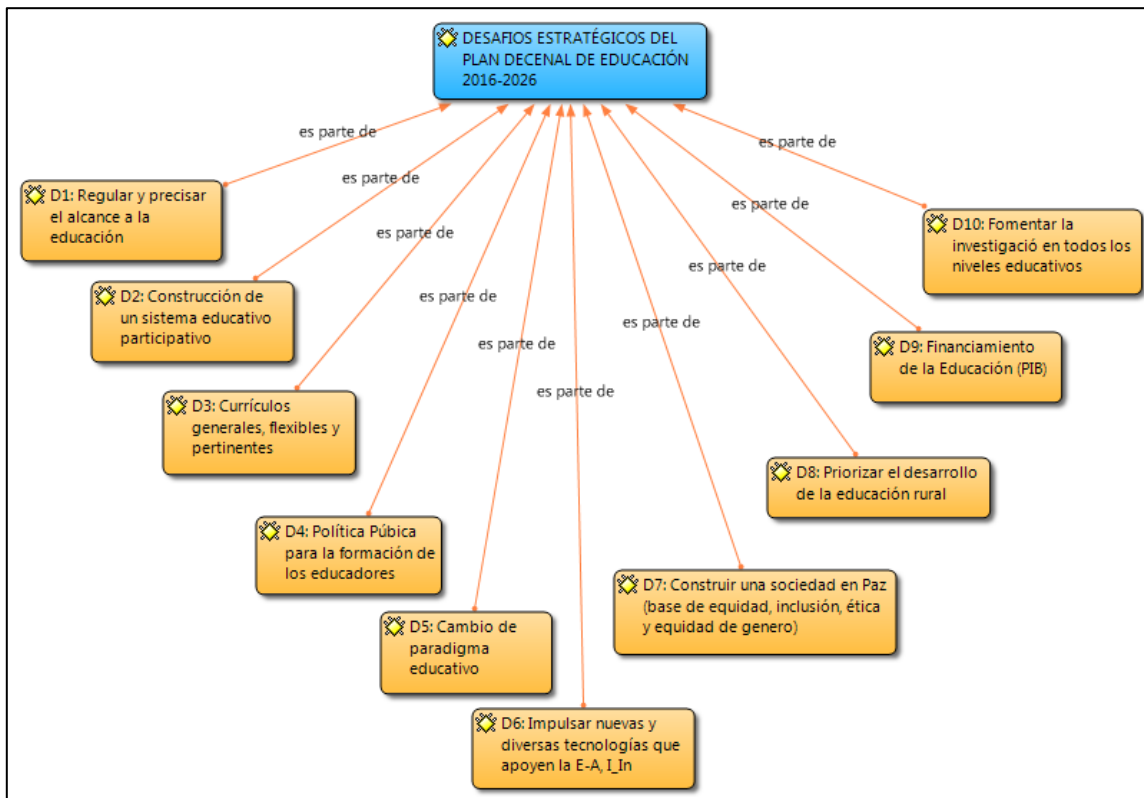 DESAFIOS ESTRATÉGICOS DEL
PLAN DECENAL DE EDUCACIÓN
2016-2026
es parte de
es parte de
es parte de
es parte de
es parte de
es parte de
es parte de
es parte de
es parte de
es parte de
D1: Regular y precisar
el alcance a la
educación
D2: Construcción de
un sistema educativo
participativo
D3: Currículos
generales, flexibles y
pertinentes
D4: Política Púbica
para la formación de
los educadores
D5: Cambio de
paradigma
educativo
D6: Impulsar nuevas y
diversas tecnologías que
apoyen la E-A, I_In
D7: Construir una sociedad en Paz
(base de equidad, inclusión, ética
y equidad de genero)
D8: Priorizar el desarrollo
de la educación rural
D9: Financiamiento
de la Educación (PIB)
D10: Fomentar la
investigació en todos los
niveles educativos